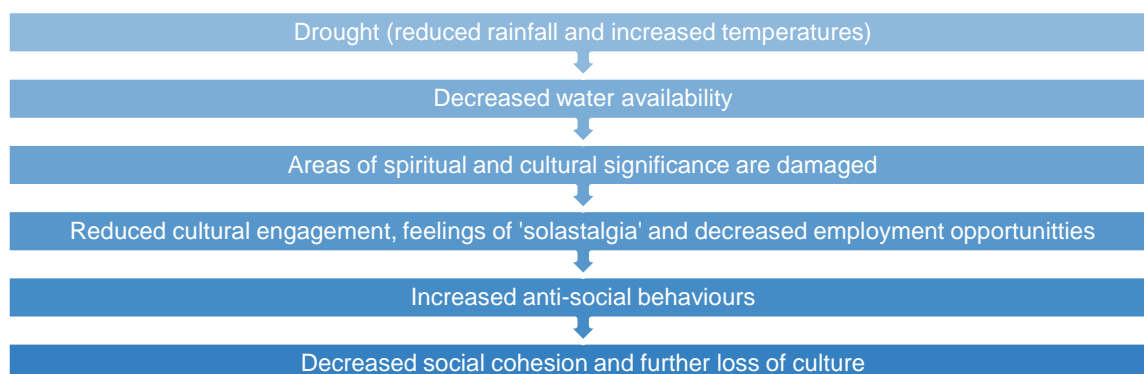 Drought (reduced rainfall and increased temperatures)
Decreased water availability
Areas of spiritual and cultural significance are damaged
Reduced cultural engagement, feelings of 'solastalgia' and decreased employment opportunitties
Increased anti-social behaviours
Decreased social cohesion and further loss of culture